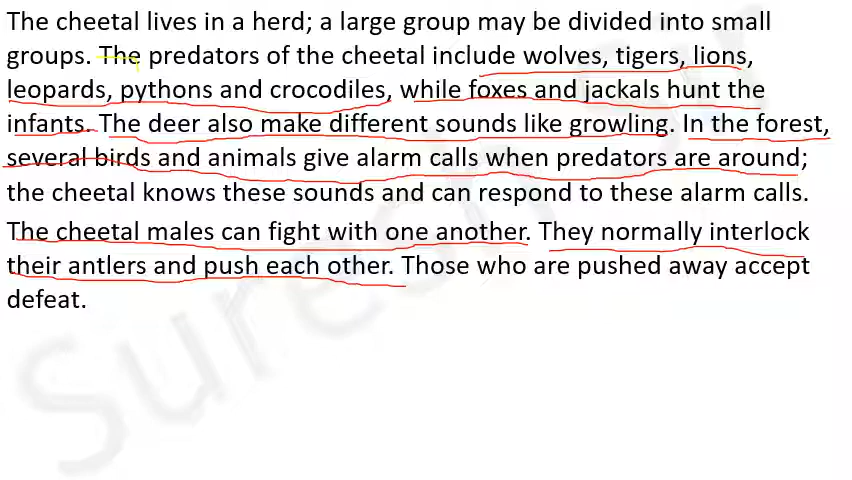 The cheetal lives in a herd; a large group may be divided into small
groups. The predators of the cheetal include wolves, tigers, lions,
leopards, pythons and crocodiles, while foxes and jackals hunt the
infants. The deer also make different sounds like growling. In the forest,
several birds and animals give alarm calls when predators are around;
the cheetal knows these sounds and can respond to these alarm calls.
The cheetal males can fight with one another. They normally interlock
their antlers and push each other. Those who are pushed away accept
defeat.